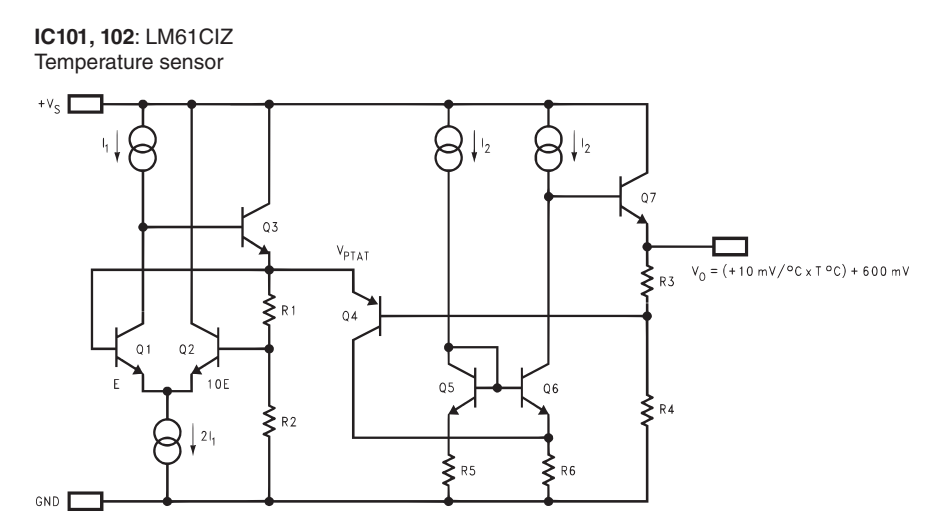 IC101, 102: LM61CIZ
Temperature sensor
+VS
I1
I2
I2
Q7
Q3
VPTAT
VO = (+10 mV/°C x T °C) + 600 mV
R3
R1
Q4
Q1
Q2
E
10E
Q5
Q6
R4
R2
2I1
R5
R6
GND